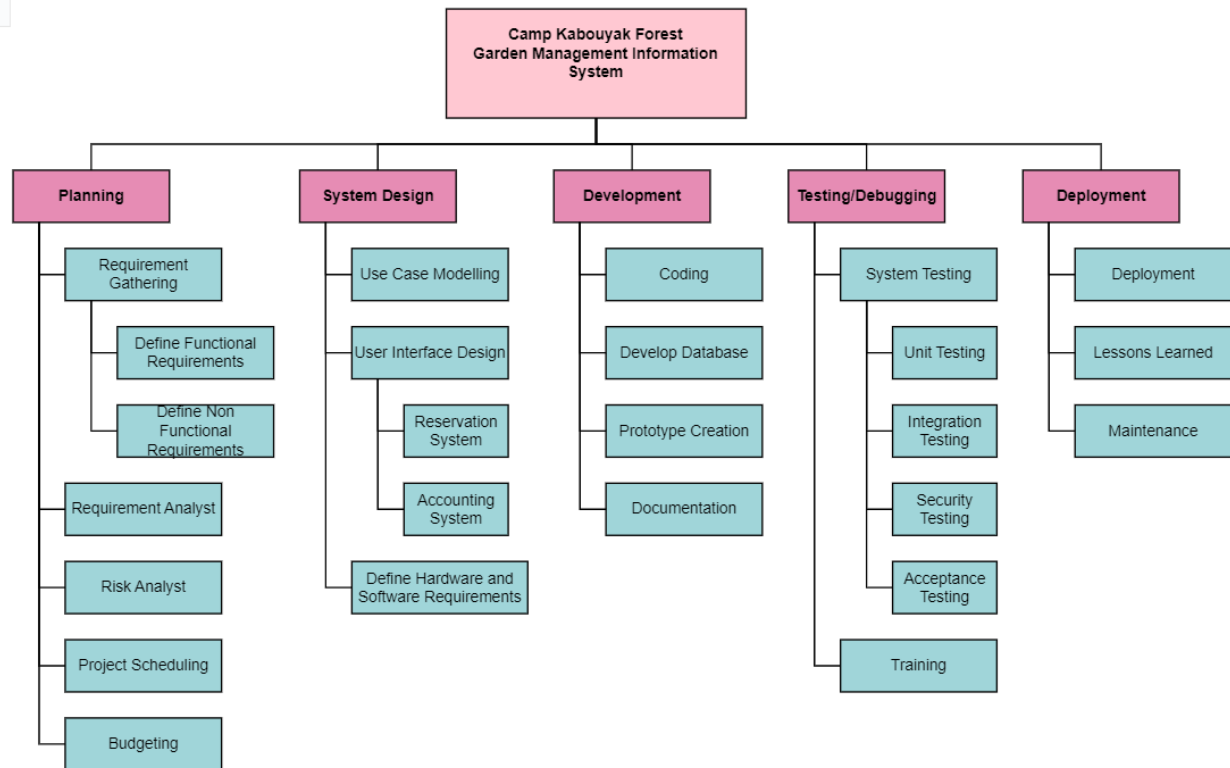 Camp Kabouyak Forest
Garden Management Information
System
Planning
System Design
Development
Testing/Debugging
Deployment
Requirement
Gathering
Define Functional
Requirements
Define Non
Functional
Requirements
Requirement Analyst
Risk Analyst
Project Scheduling
Budgeting
Use Case Modelling
User Interface Design
Reservation
System
Accounting
System
Define Hardware and
Software Requirements
Coding
Develop Database
Prototype Creation
Documentation
System Testing
Unit Testing
Integration
Testing
Security
Testing
Acceptance
Testing
Training
Deployment
Lessons Learned
Maintenance